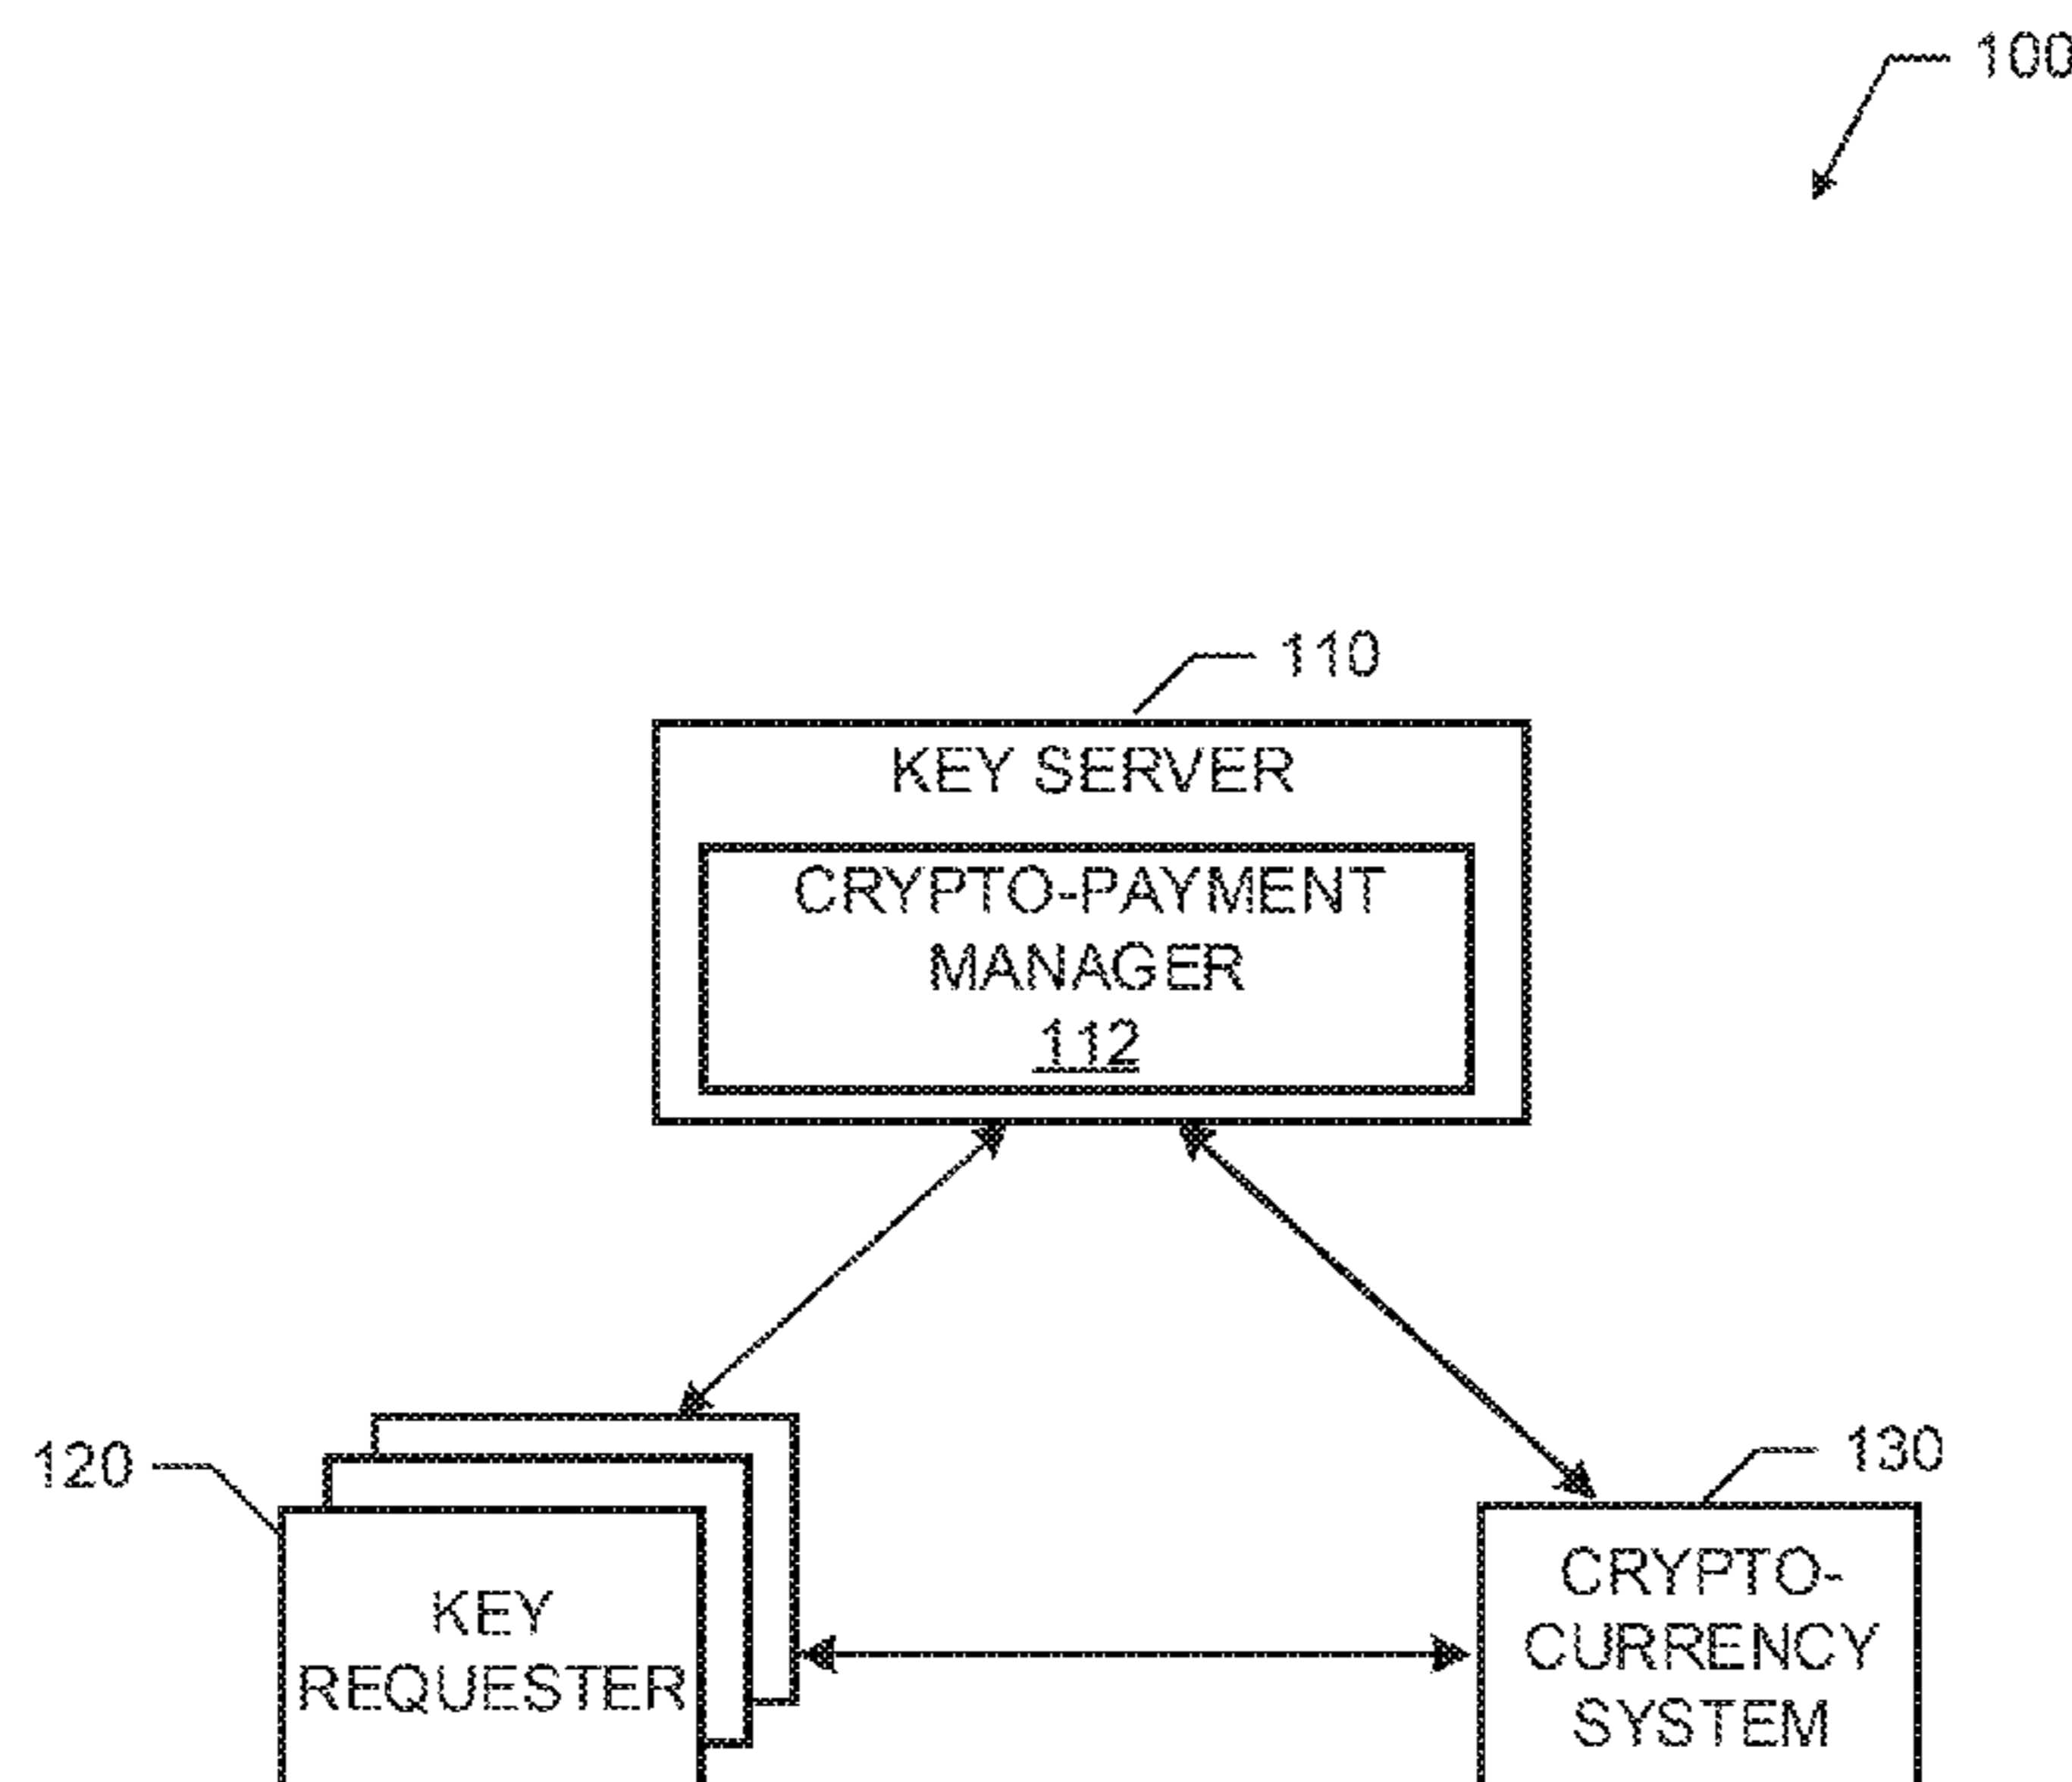 100
110
KEY SERVER
CRYPTO-PAYMENT
MANAGER
112
120
130
KEY
REQUESTER
CRYPTO-
CURRENCY
SYSTEM